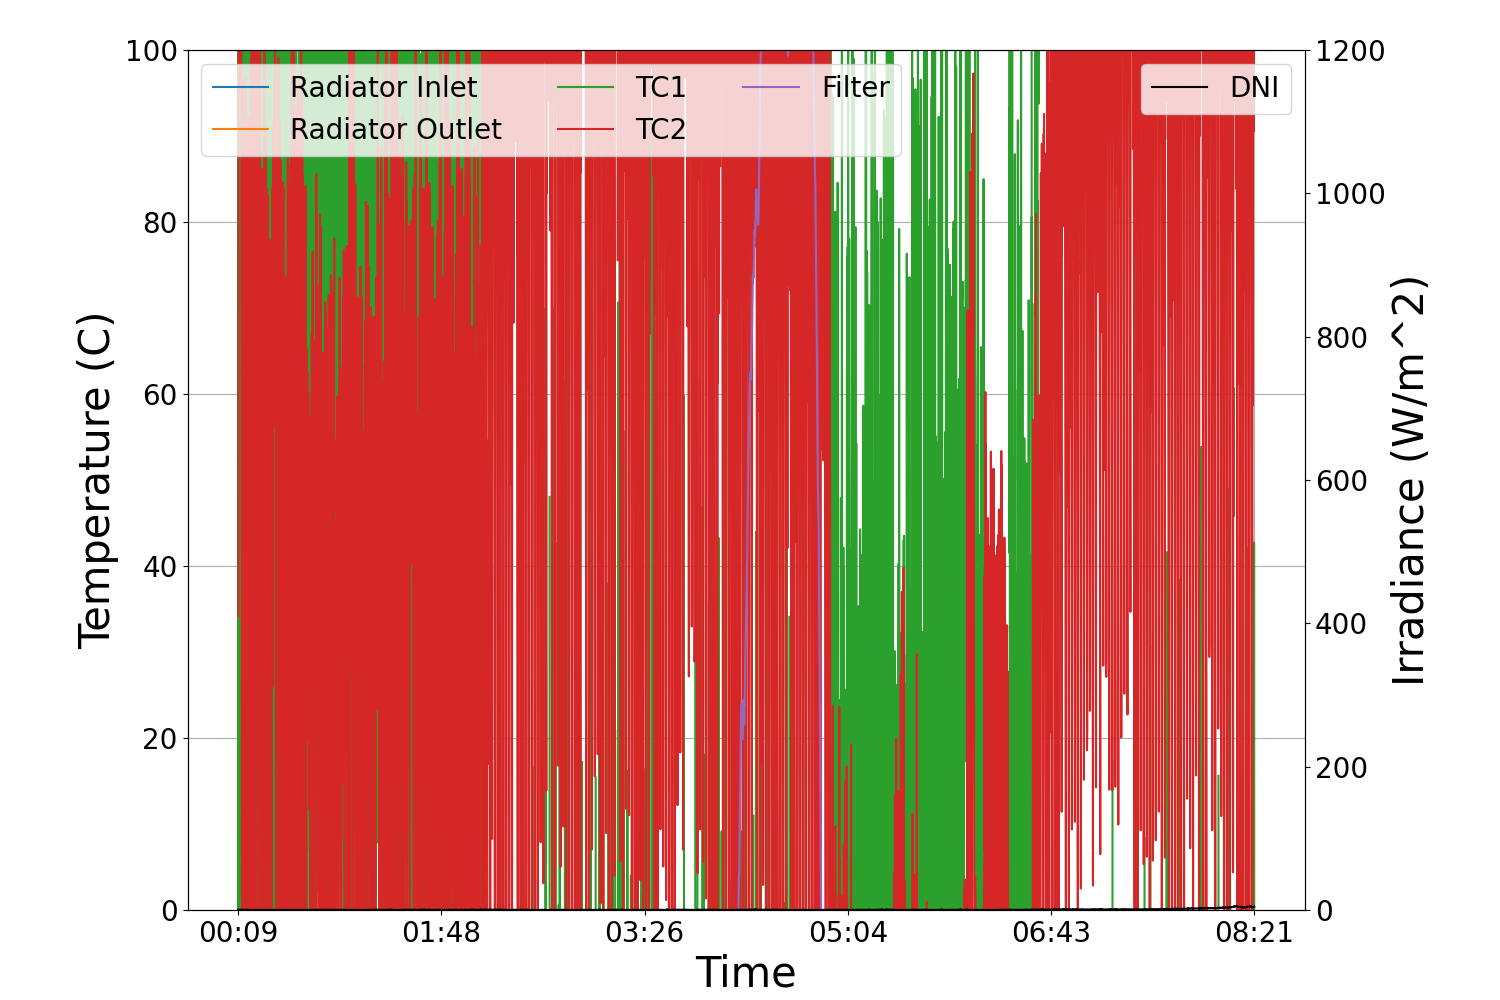 100
80
60
40
20
0
Temperature (C)
Radiator Inlet
Radiator Outlet
TC1
TC2
Filter
DNI
1200
1000
800
600
400
200
0
Irradiance (W/m^2)
00:09 01:48 03:26 05:04 06:43 08:21
Time